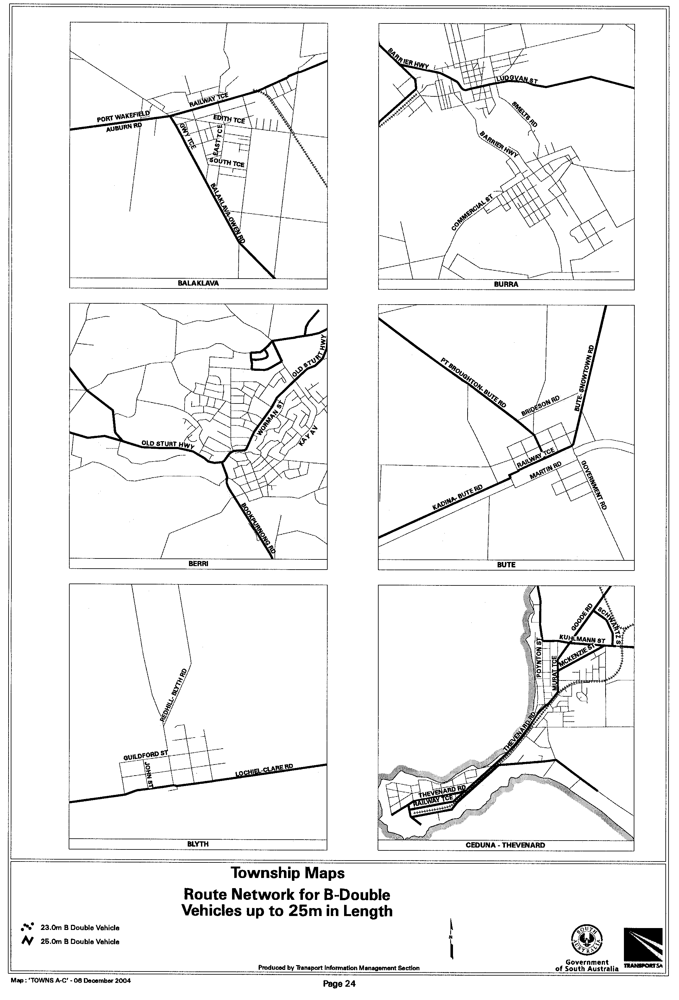 PORT WAKEFIELD
AUBURN RD
RAILWAY TCE
EDITH TCE
GWY TCE
EAST TCE
SOUTH TCE
BALAKLAVA-OWEN RD
BALAKLAVA
BARRIER HWY
LUDGVAN ST
SMELTS RD
BARRIER HWY
COMMERCIAL ST
BURRA
OLD STURT HWY
WORMAN ST
KAY AV
OLD STURT HWY
BOOKPURNONG RD
BERRI
PT BROUGHTON- BUTE RD
BRIDESON RD
BUTE- SNOWTOWN RD
RAILWAY TCE
MARTIN RD
GOVERNMENT RD
KADINA- BUTE RD
BUTE
REDHILL- BLYTH RD
GUILDFORD ST
JOHN ST
LOCHIEL-CLARE RD
BLYTH
GOODE RD
SCHWARTZ S
KUHLMANN ST
MCKENZIE ST
POYNTON ST
MURAT TCE
THEVENARD RD
THEVENARD RD
RAILWAY TCE
CEDUNA - THEVENARD
Township Maps
Route Network for B-Double
Vehicles up to 25m in Length
23.0m B Double Vehicle
25.0m B Double Vehicle
N
SOUTH
AUSTRALIA
Government
of South Australia
TRANSPORT SA
Produced by Transport Information Management Section
Map : 'TOWNS A-C' - 06 December 2004
Page 24